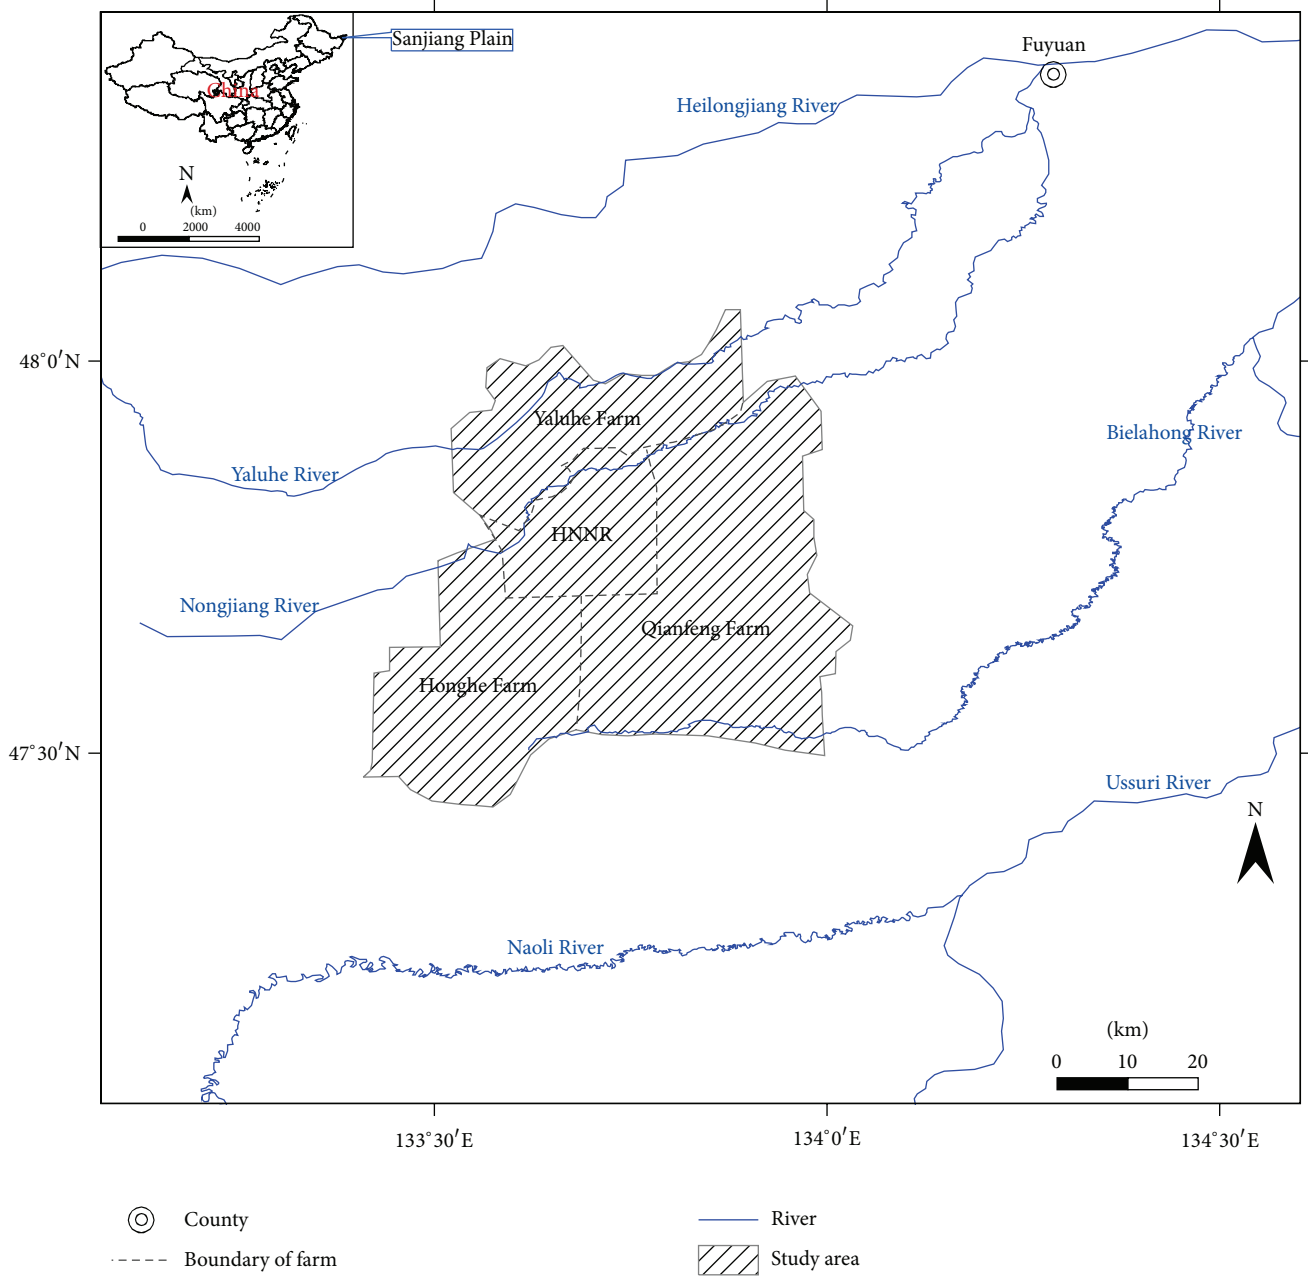 Sanjiang Plain
China
N
(km)
0 2000 4000
Fuyuan
Heilongjiang River
48°0′N
Yaluhe Farm
Bielahong River
Yaluhe River
HNNR
Nongjiang River
Qianfeng Farm
Honghe Farm
47°30′N
Ussuri River
N
Naoli River
(km)
0 10 20
133°30′E 134°0′E 134°30′E
County
River
Boundary of farm
Study area